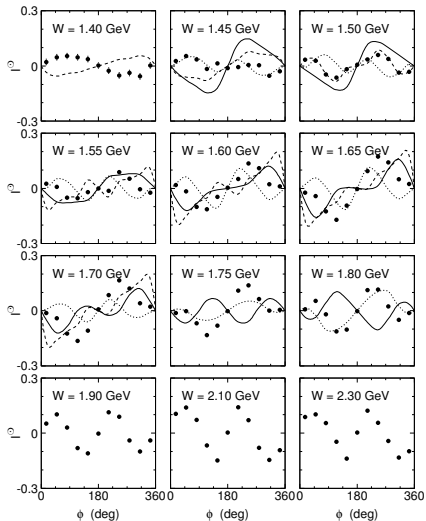 0.3
W = 1.40 GeV W = 1.45 GeV W = 1.50 GeV
I⊙ 0
-0.3
W = 1.55 GeV W = 1.60 GeV W = 1.65 GeV
I⊙ 0
0.3
W = 1.70 GeV W = 1.75 GeV W = 1.80 GeV
I⊙ 0
-0.3
0.3
W = 1.90 GeV W = 2.10 GeV W = 2.30 GeV
I⊙ 0
-0.3
0 180 360 0 180 360 0 180 360
ϕ (deg) ϕ (deg) ϕ (deg)